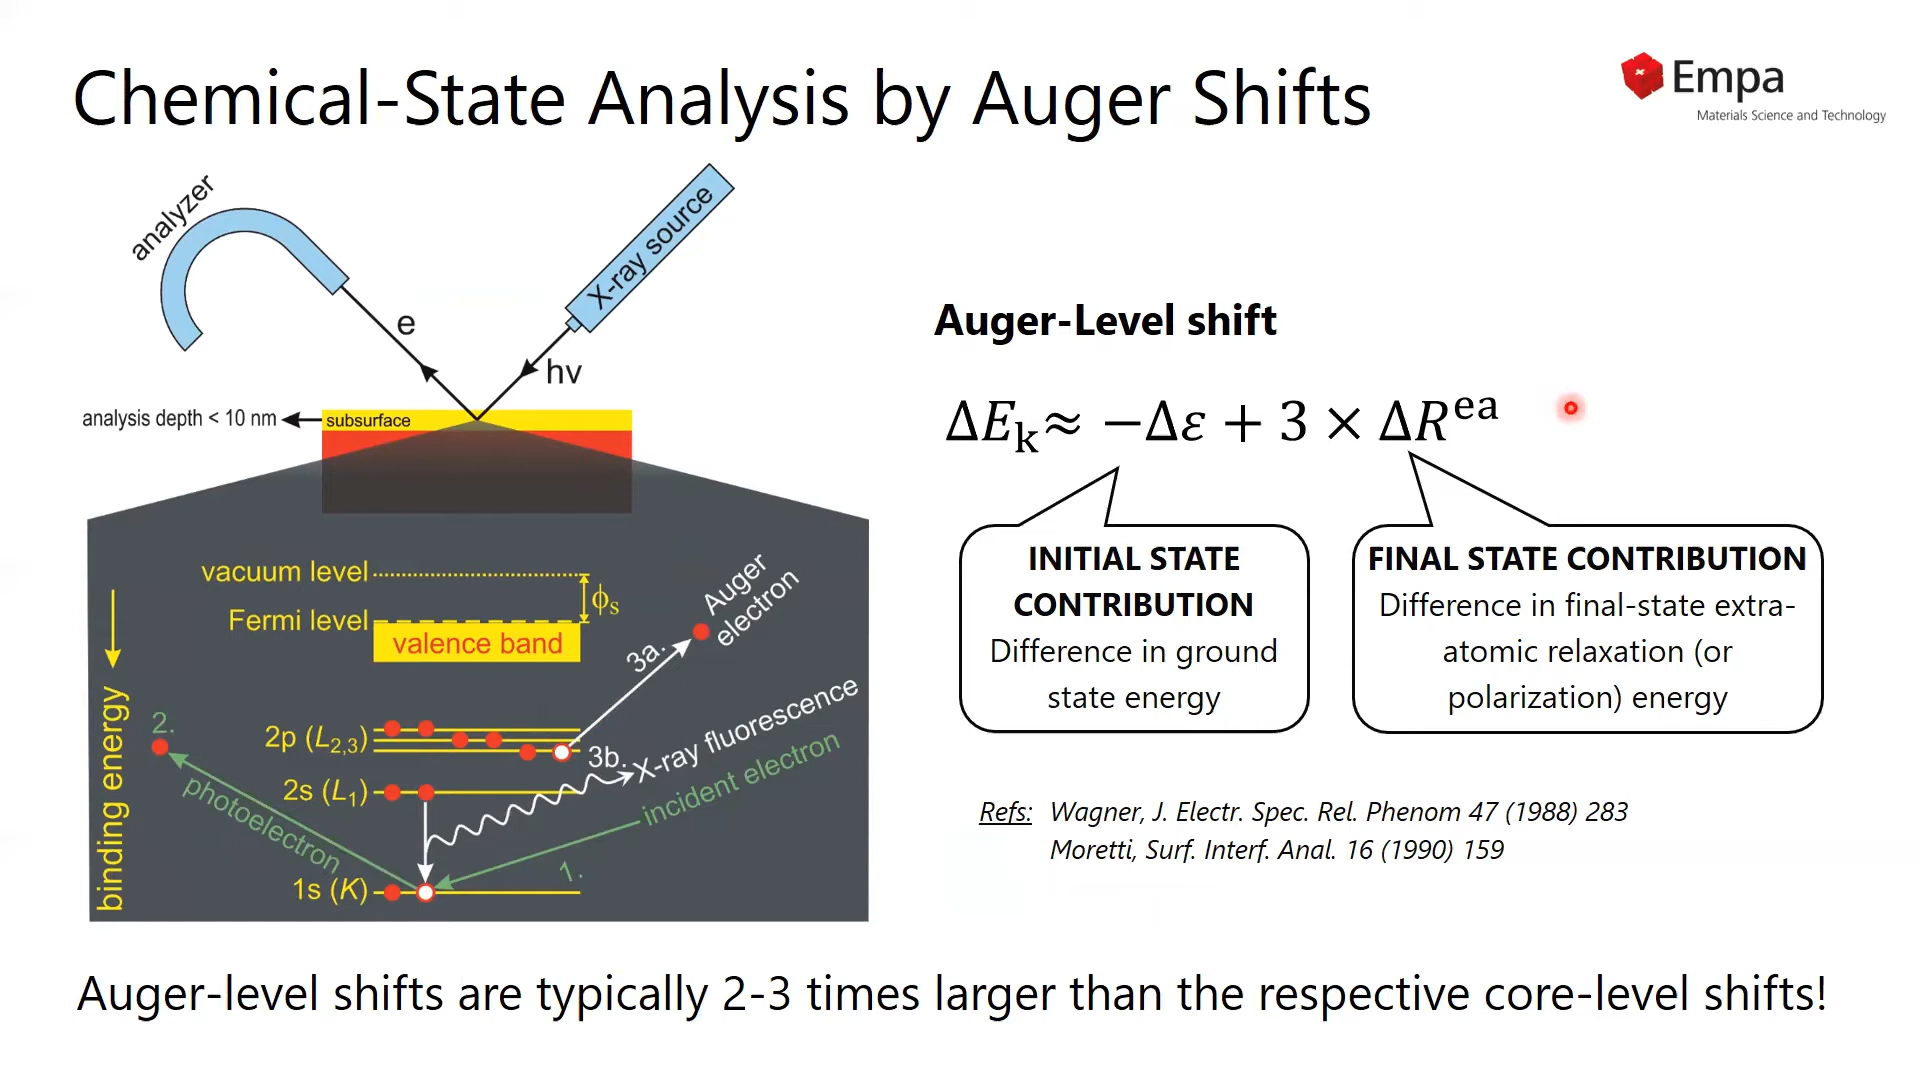 Chemical-State Analysis by Auger Shifts
Empa
Materials Science and Technology
analyzer
X-ray source
e
hν
analysis depth < 10 nm
subsurface
vacuum level
Fermi level
ϕs
valence band
binding energy
Auger
electron
3a.
2p (L2,3)
3b.
X-ray fluorescence
2.
photoelectron
2s (L1)
incident electron
1.
1s (K)
Auger-Level shift
ΔEk≈ −Δε + 3 × ΔR^ea
INITIAL STATE
CONTRIBUTION
Difference in ground
state energy
FINAL STATE CONTRIBUTION
Difference in final-state extra-
atomic relaxation (or
polarization) energy
Refs: Wagner, J. Electr. Spec. Rel. Phenom 47 (1988) 283
Moretti, Surf. Interf. Anal. 16 (1990) 159
Auger-level shifts are typically 2-3 times larger than the respective core-level shifts!